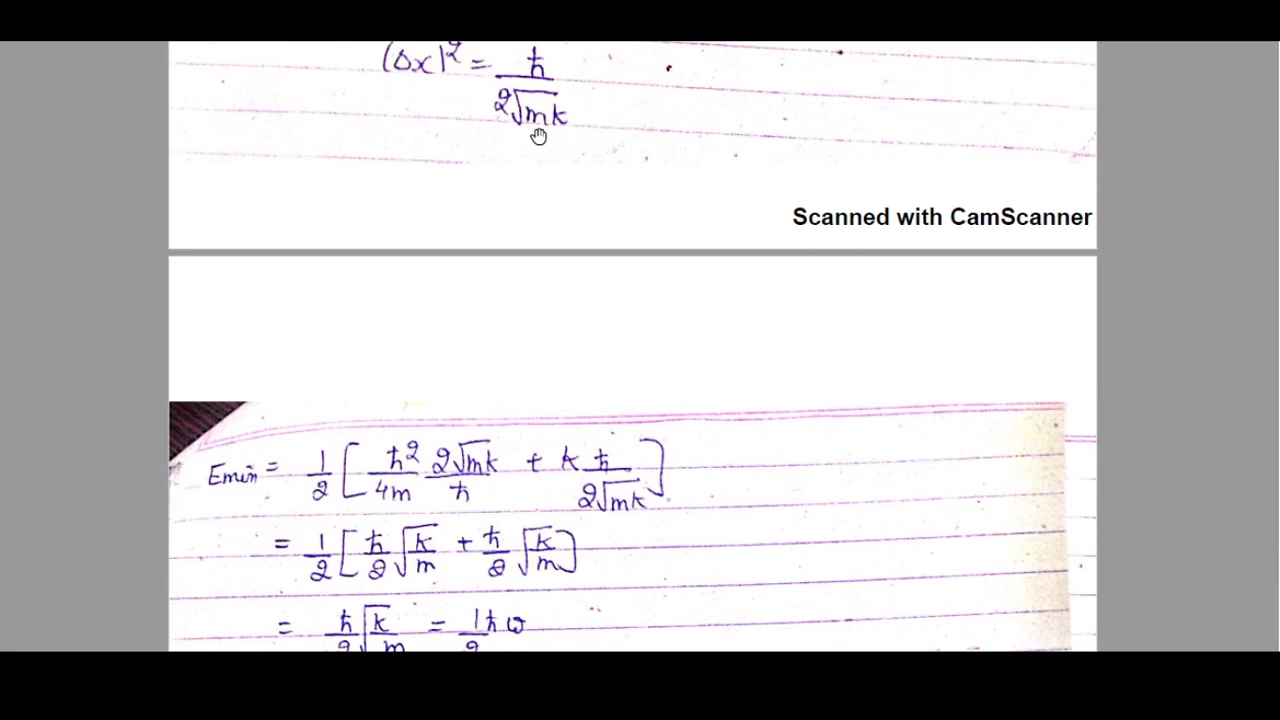 (Δx)² = ħ / 2√mk
Scanned with CamScanner
Emin = 1/2 [ ħ²/4m 2√mk/ħ + k ħ/2√mk ]
= 1/2 [ ħ/2 √k/m + ħ/2 √k/m ]
= ħ/2 √k/m = 1/2 ħω